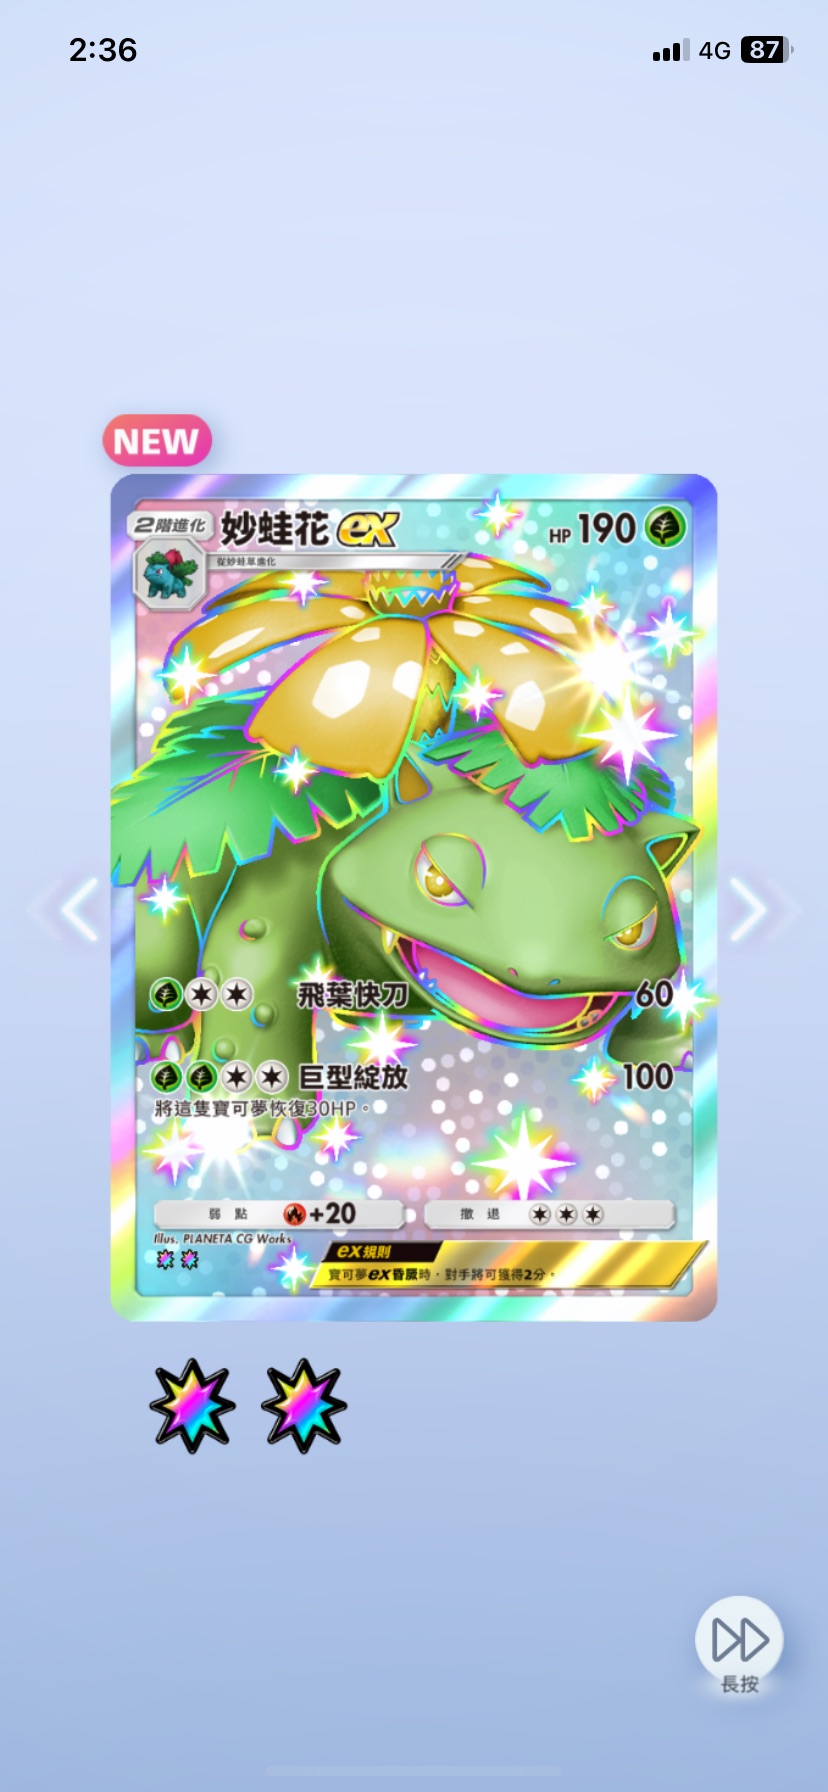 2:36
4G 87
NEW
2階進化 妙蛙花 ex HP 190
從妙蛙草進化
飛葉快刀 60
巨型綻放 100
將這隻寶可夢恢復30HP。
弱點 +20 撤退
Illus. PLANETA CG Works
ex規則
寶可夢ex昏厥時，對手將可獲得2分。
長按